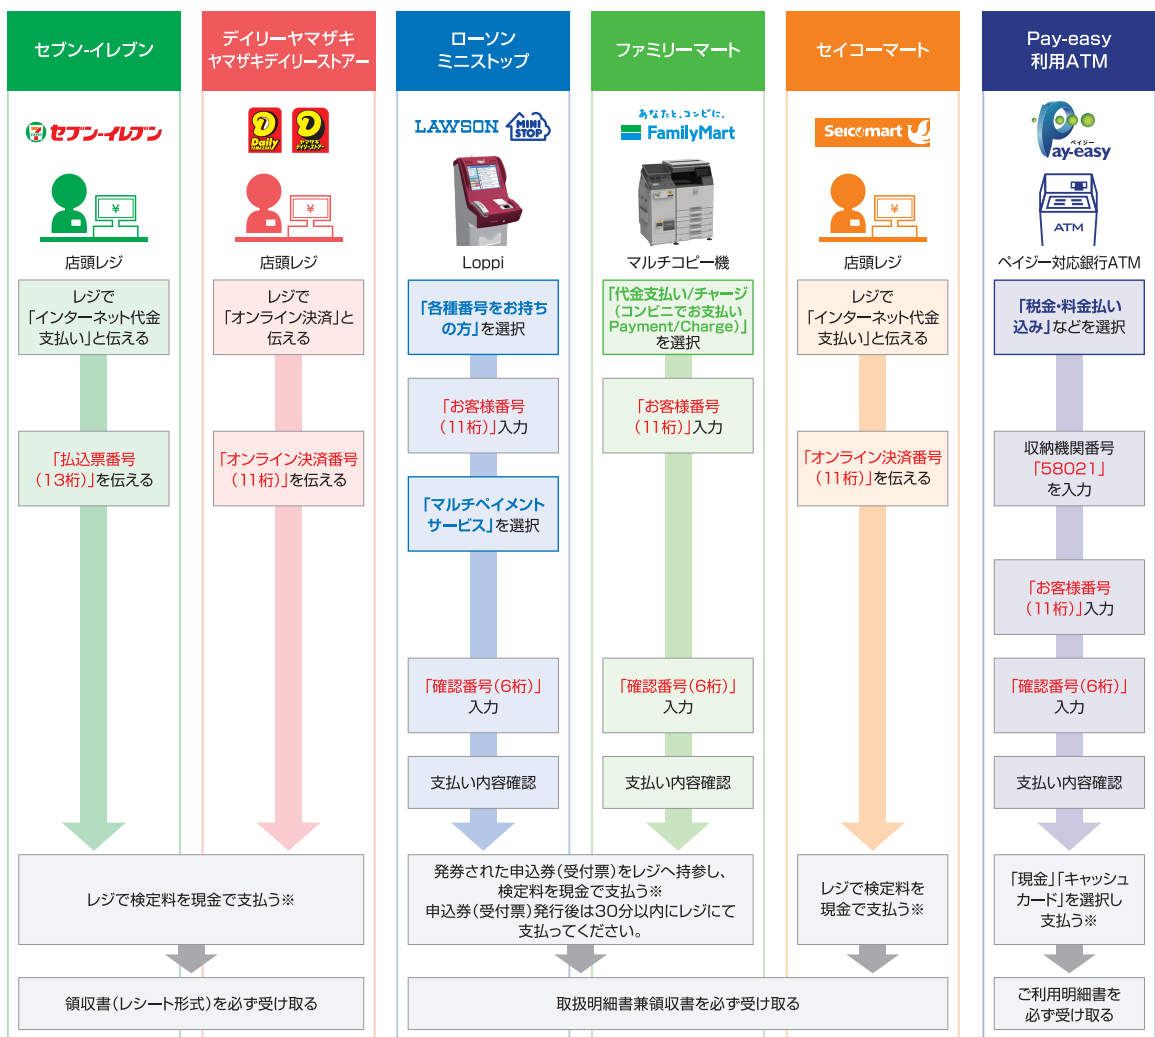 セブン-イレブン
セブン-イレブン
¥
店頭レジ
レジで
「インターネット代金
支払い」と伝える
「払込票番号
(13桁)」を伝える
デイリーヤマザキ
ヤマザキデイリーストアー
Daily
YAMAZAKI
ヤマザキ
デイリーストアー
¥
店頭レジ
レジで
「オンライン決済」と
伝える
「オンライン決済番号
(11桁)」を伝える
レジで検定料を現金で支払う※
領収書(レシート形式)を必ず受け取る
ローソン
ミニストップ
LAWSON
MINI
STOP
Loppi
「各種番号をお持ち
の方」を選択
「お客様番号
(11桁)」入力
「マルチペイメント
サービス」を選択
「確認番号(6桁)」
入力
支払い内容確認
ファミリーマート
あなたと、コンビに、
FamilyMart
マルチコピー機
「代金支払い/チャージ
(コンビニでお支払い
Payment/Charge)」
を選択
「お客様番号
(11桁)」入力
「確認番号(6桁)」
入力
支払い内容確認
発券された申込券(受付票)をレジへ持参し、
検定料を現金で支払う※
申込券(受付票)発行後は30分以内にレジにて
支払ってください。
セイコーマート
Seicomart
¥
店頭レジ
レジで
「インターネット代金
支払い」と伝える
「オンライン決済番号
(11桁)」を伝える
レジで検定料を
現金で支払う※
取扱明細書兼領収書を必ず受け取る
Pay-easy
利用ATM
ペイジー
Pay-easy
ATM
ペイジー対応銀行ATM
「税金・料金払い
込み」などを選択
収納機関番号
「58021」
を入力
「お客様番号
(11桁)」入力
「確認番号(6桁)」
入力
支払い内容確認
「現金」「キャッシュ
カード」を選択し
支払う※
ご利用明細書を
必ず受け取る